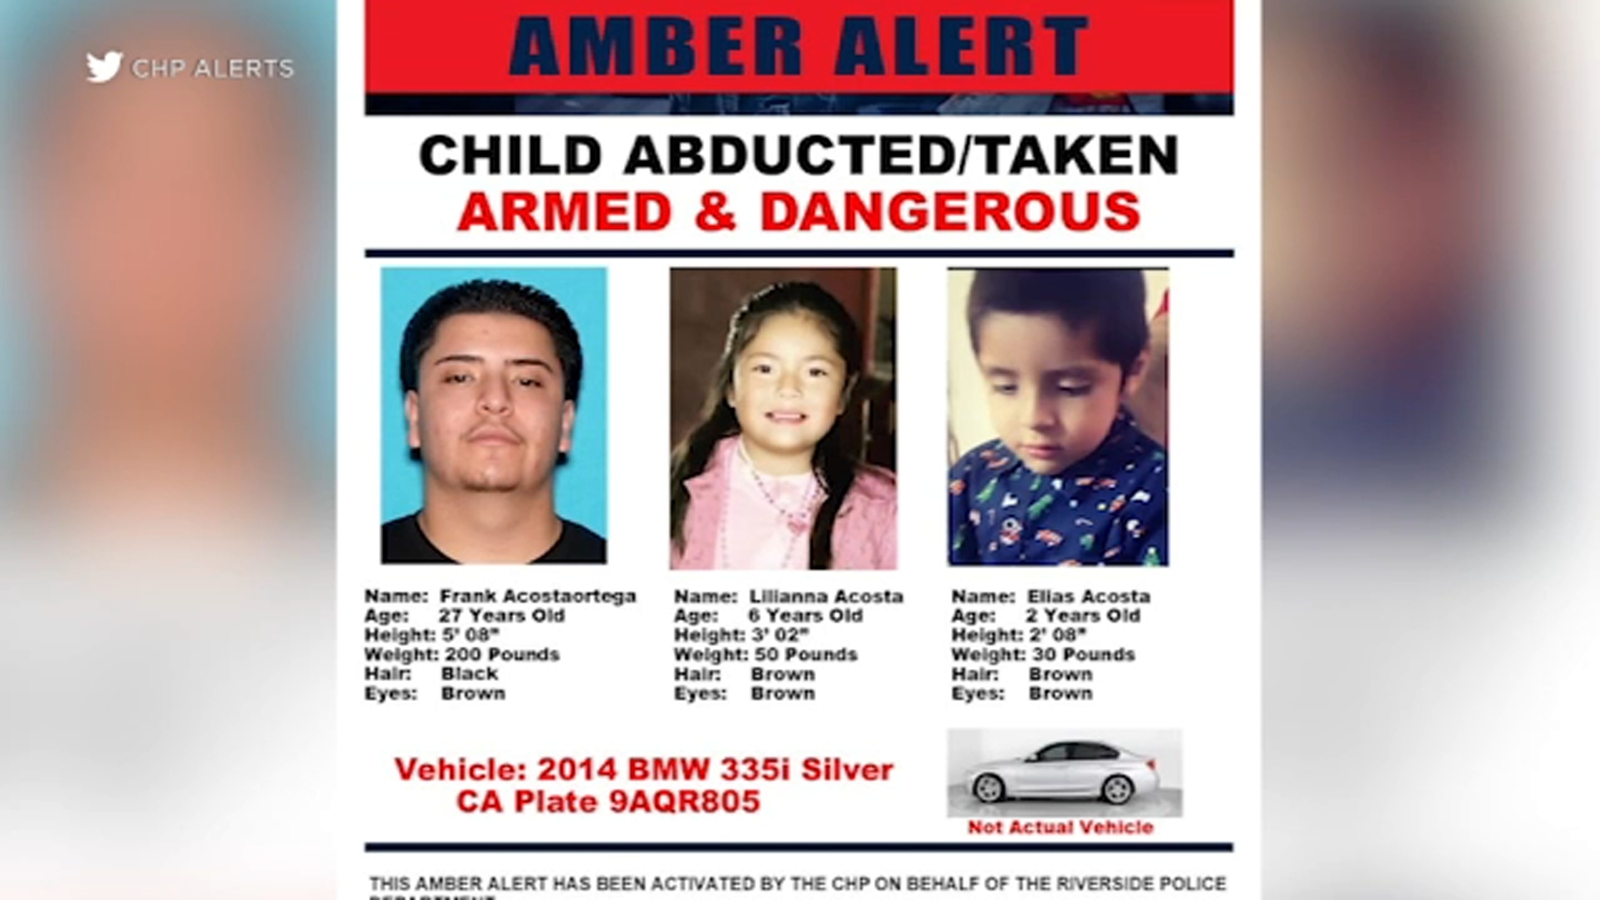 CHP ALERTS
AMBER ALERT
CHILD ABDUCTED/TAKEN
ARMED & DANGEROUS
Name: Frank Acostaortega
Age: 27 Years Old
Height: 5' 08"
Weight: 200 Pounds
Hair: Black
Eyes: Brown
Name: Lilianna Acosta
Age: 6 Years Old
Height: 3' 02"
Weight: 50 Pounds
Hair: Brown
Eyes: Brown
Name: Elias Acosta
Age: 2 Years Old
Height: 2' 08"
Weight: 30 Pounds
Hair: Brown
Eyes: Brown
Vehicle: 2014 BMW 335i Silver
CA Plate 9AQR805
Not Actual Vehicle
THIS AMBER ALERT HAS BEEN ACTIVATED BY THE CHP ON BEHALF OF THE RIVERSIDE POLICE